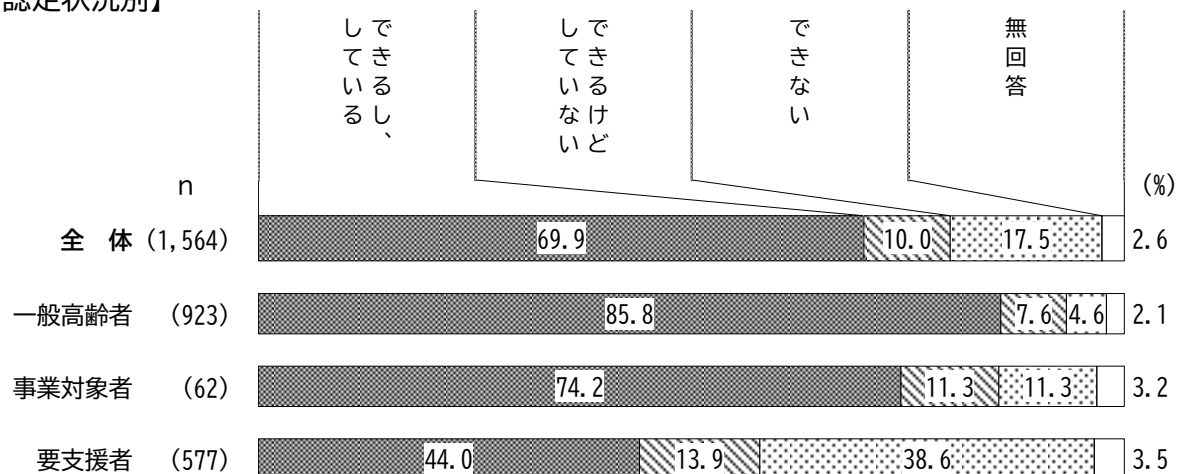 認定状況別】
できるし、
している
できるけど
していない
できない
無回答
n
(%)
全 体 (1,564) 69.9 10.0 17.5 2.6
一般高齢者 (923) 85.8 7.6 4.6 2.1
事業対象者 (62) 74.2 11.3 11.3 3.2
要支援者 (577) 44.0 13.9 38.6 3.5